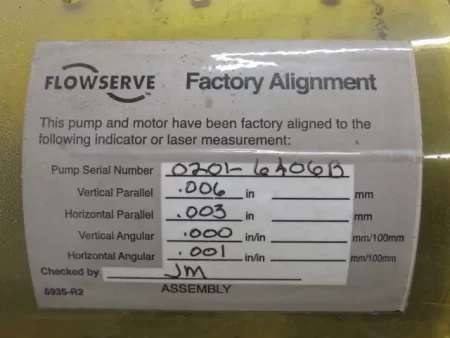 FLOWSERVE Factory Alignment
This pump and motor have been factory aligned to the
following indicator or laser measurement:
Pump Serial Number 0201-6406B
Vertical Parallel .006 in mm
Horizontal Parallel .003 in mm
Vertical Angular .000 in/in mm/100mm
Horizontal Angular .001 in/in mm/100mm
Checked by JM
6935-R2 ASSEMBLY